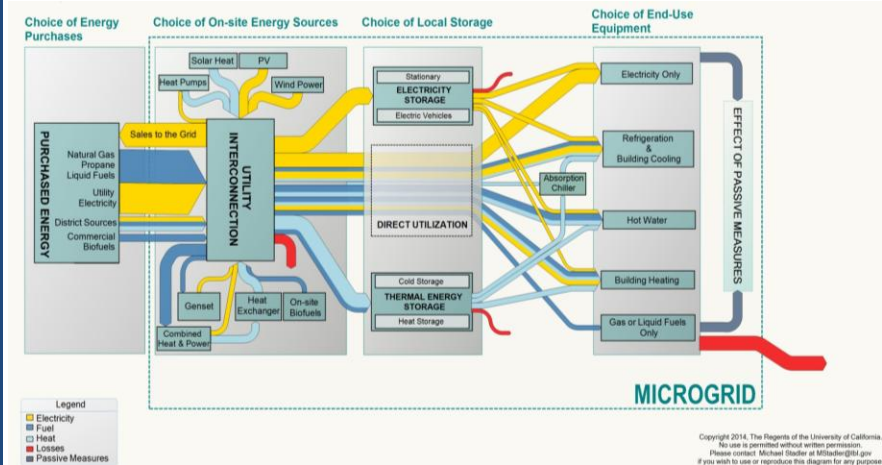 Choice of Energy
Purchases
Choice of On-site Energy Sources
Choice of Local Storage
Choice of End-Use
Equipment
Solar Heat
PV
Heat Pumps
Wind Power
Stationary
ELECTRICITY
STORAGE
Electric Vehicles
Electricity Only
Sales to the Grid
PURCHASED ENERGY
Natural Gas
Propane
Liquid Fuels
Utility
Electricity
District Sources
Commercial
Biofuels
UTILITY
INTERCONNECTION
DIRECT UTILIZATION
Refrigeration
&
Building Cooling
Absorption
Chiller
Hot Water
EFFECT OF PASSIVE MEASURES
Cold Storage
THERMAL ENERGY
STORAGE
Heat Storage
Building Heating
Gas or Liquid Fuels
Only
Genset
Heat
Exchanger
On-site
Biofuels
Combined
Heat & Power
MICROGRID
Legend
Electricity
Fuel
Heat
Losses
Passive Measures
Copyright 2014, The Regents of the University of California.
No use is permitted without written permission.
Please contact Michael Stadler at MStadler@lbl.gov
if you wish to use or reproduce this diagram for any purpose